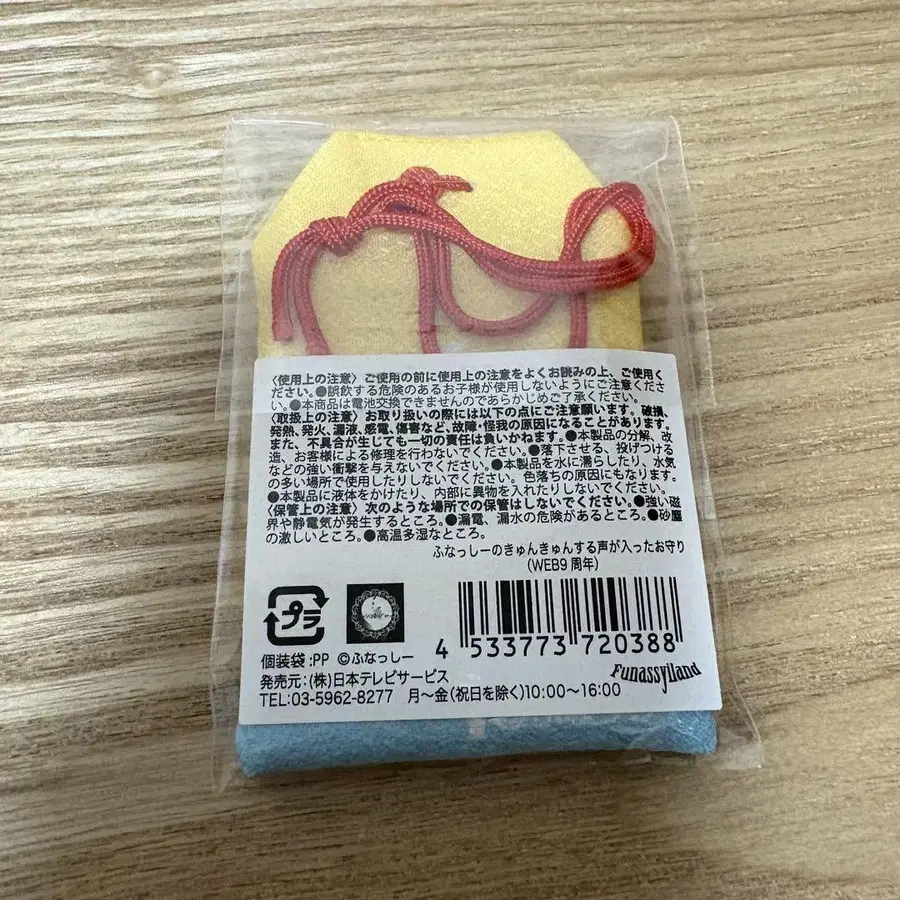 〈使用上の注意〉ご使用の前に使用上の注意をよくお読みの上、ご使用く
ださい。●誤飲する危険のあるお子様が使用しないようにご注意くださ
い。●本商品は電池交換できませんのであらかじめご了承ください。
〈取扱上の注意〉お取り扱いの際には以下の点にご注意願います。破損、
発熱、発火、漏液、感電、傷害など、故障・怪我の原因になることがあります。
また、不具合が生じても一切の責任は負いかねます。●本製品の分解、改
造、お客様による修理を行わないでください。●落下させる、投げつける
などの強い衝撃を与えないでください。●本製品を水に濡らしたり、水気
の多い場所で使用したりしないでください。色落ちの原因にもなります。
●本製品に液体をかけたり、内部に異物を入れたりしないでください。
〈保管上の注意〉次のような場所での保管はしないでください。●強い磁
界や静電気が発生するところ。●漏電、漏水の危険があるところ。●砂塵
の激しいところ。●高温多湿なところ。
ふなっしーのきゅんきゅんする声が入ったお守り
(WEB9周年)
プラ
4 533773 720388
個装袋:PP ©ふなっしー
Funassyiland
発売元:(株)日本テレビサービス
TEL:03-5962-8277 月～金(祝日を除く)10:00～16:00